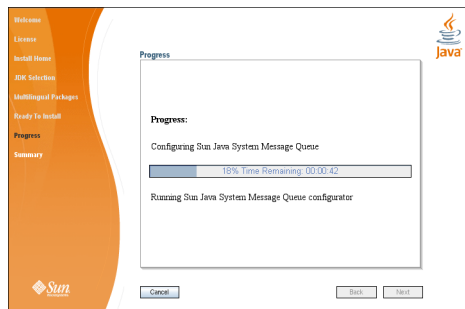 Welcome
License
Install Home
JDK Selection
Multilingual Packages
Ready To Install
Progress
Summary
Sun
microsystems
Java
Progress
Progress:
Configuring Sun Java System Message Queue
18% Time Remaining: 00:00:42
Running Sun Java System Message Queue configurator
Cancel
Back
Next